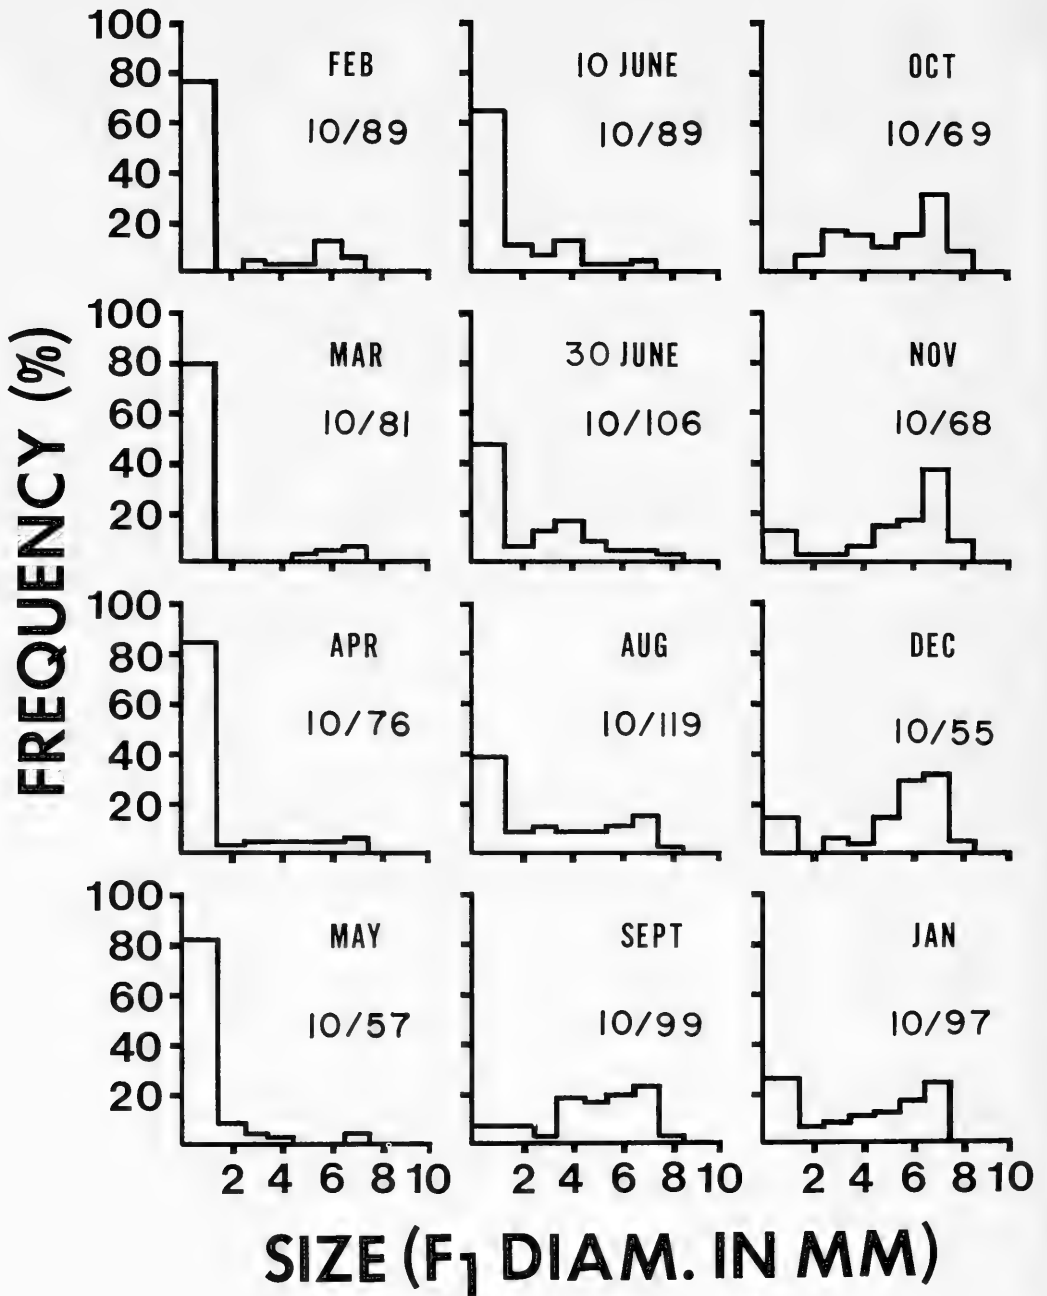 FREQUENCY (%)
100
80
60
40
20
FEB
10/89
10 JUNE
10/89
OCT
10/69
100
80
60
40
20
MAR
10/81
30 JUNE
10/106
NOV
10/68
100
80
60
40
20
APR
10/76
AUG
10/119
DEC
10/55
100
80
60
40
20
MAY
10/57
SEPT
10/99
JAN
10/97
2 4 6 8 10
2 4 6 8 10
2 4 6 8 10
SIZE (F1 DIAM. IN MM)